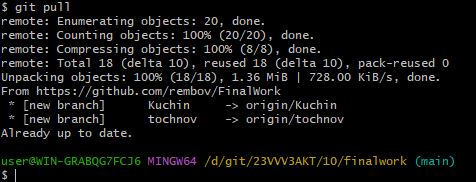 $ git pull
remote: Enumerating objects: 20, done.
remote: Counting objects: 100% (20/20), done.
remote: Compressing objects: 100% (8/8), done.
remote: Total 18 (delta 10), reused 18 (delta 10), pack-reused 0
Unpacking objects: 100% (18/18), 1.36 MiB | 728.00 KiB/s, done.
From https://github.com/rembov/FinalWork
 * [new branch]      Kuchin     -> origin/Kuchin
 * [new branch]      tochnov    -> origin/tochnov
Already up to date.
user@WIN-GRABQG7FCJ6 MINGW64 /d/git/23VVV3AKT/10/finalwork (main)
$